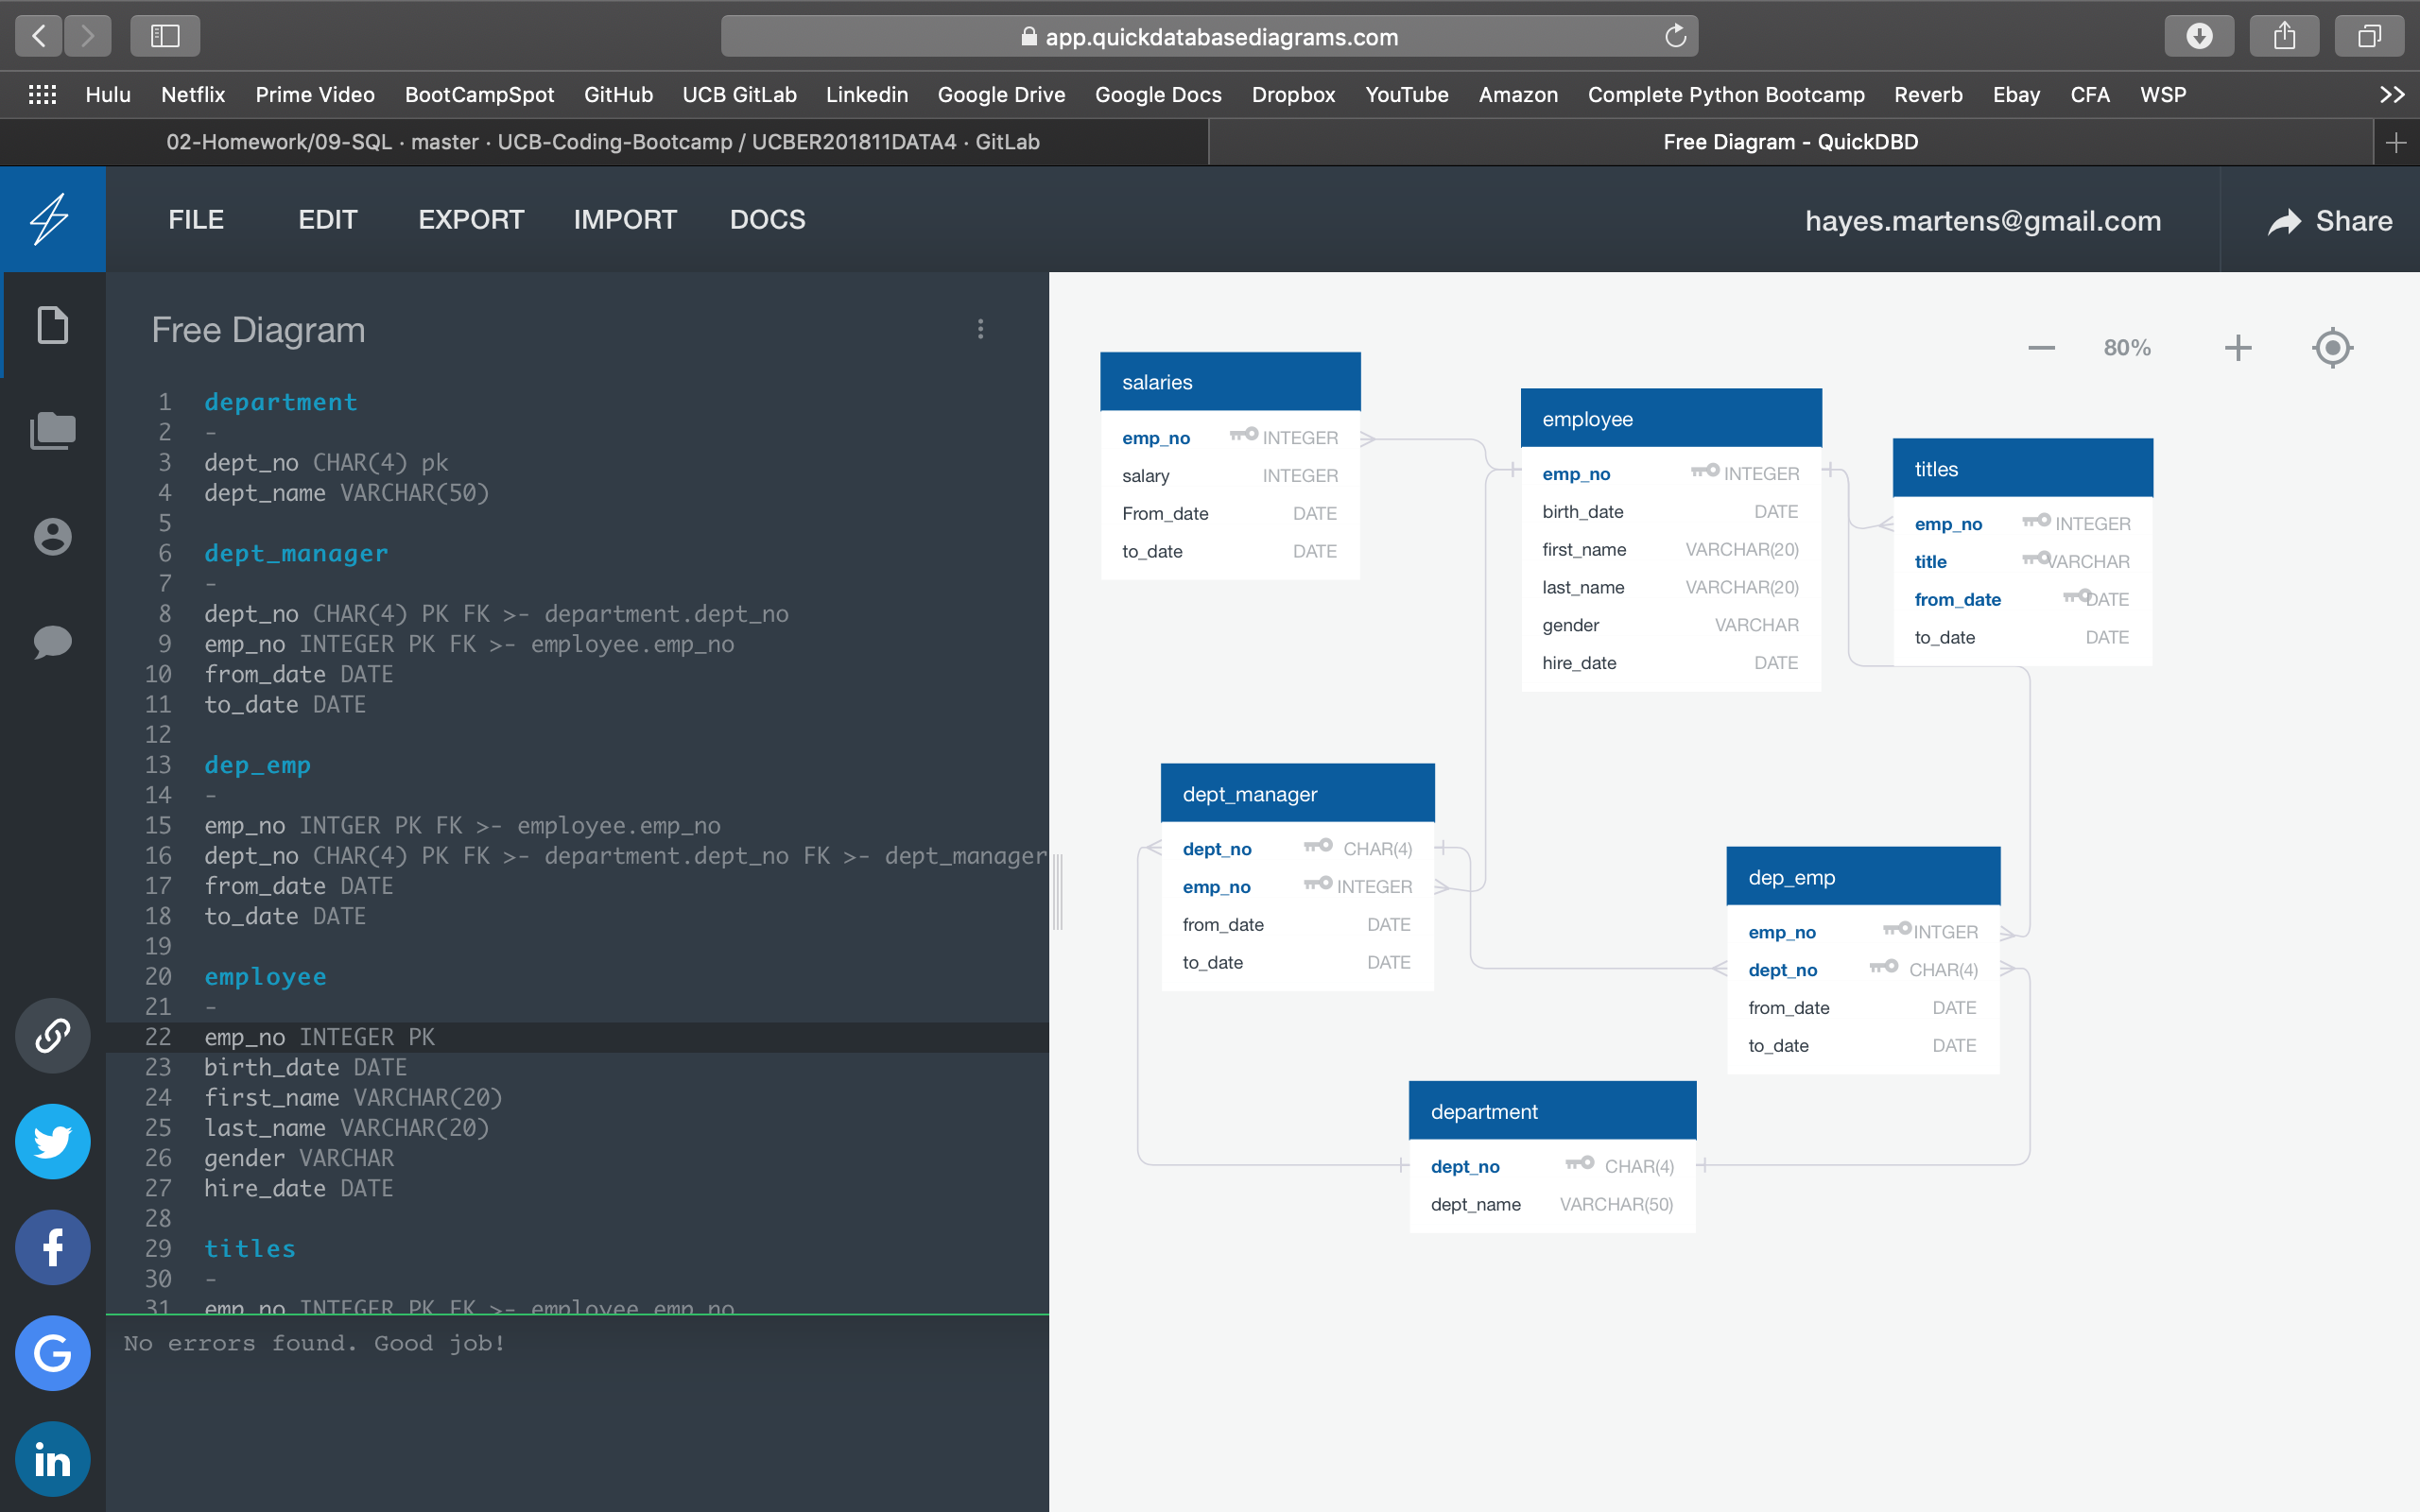 app.quickdatabasediagrams.com
Hulu Netflix Prime Video BootCampSpot GitHub UCB GitLab Linkedin Google Drive Google Docs Dropbox YouTube Amazon Complete Python Bootcamp Reverb Ebay CFA WSP
02-Homework/09-SQL · master · UCB-Coding-Bootcamp / UCBER201811DATA4 · GitLab
Free Diagram - QuickDBD
FILE EDIT EXPORT IMPORT DOCS
hayes.martens@gmail.com
Share
Free Diagram
1 department
2 -
3 dept_no CHAR(4) pk
4 dept_name VARCHAR(50)
5
6 dept_manager
7 -
8 dept_no CHAR(4) PK FK >- department.dept_no
9 emp_no INTEGER PK FK >- employee.emp_no
10 from_date DATE
11 to_date DATE
12
13 dep_emp
14 -
15 emp_no INTGER PK FK >- employee.emp_no
16 dept_no CHAR(4) PK FK >- department.dept_no FK >- dept_manager
17 from_date DATE
18 to_date DATE
19
20 employee
21 -
22 emp_no INTEGER PK
23 birth_date DATE
24 first_name VARCHAR(20)
25 last_name VARCHAR(20)
26 gender VARCHAR
27 hire_date DATE
28
29 titles
30 -
31 emp_no INTEGER PK FK >- employee.emp_no
No errors found. Good job!
80%
salaries
emp_no INTEGER
salary INTEGER
From_date DATE
to_date DATE
employee
emp_no INTEGER
birth_date DATE
first_name VARCHAR(20)
last_name VARCHAR(20)
gender VARCHAR
hire_date DATE
titles
emp_no INTEGER
title VARCHAR
from_date DATE
to_date DATE
dept_manager
dept_no CHAR(4)
emp_no INTEGER
from_date DATE
to_date DATE
dep_emp
emp_no INTGER
dept_no CHAR(4)
from_date DATE
to_date DATE
department
dept_no CHAR(4)
dept_name VARCHAR(50)